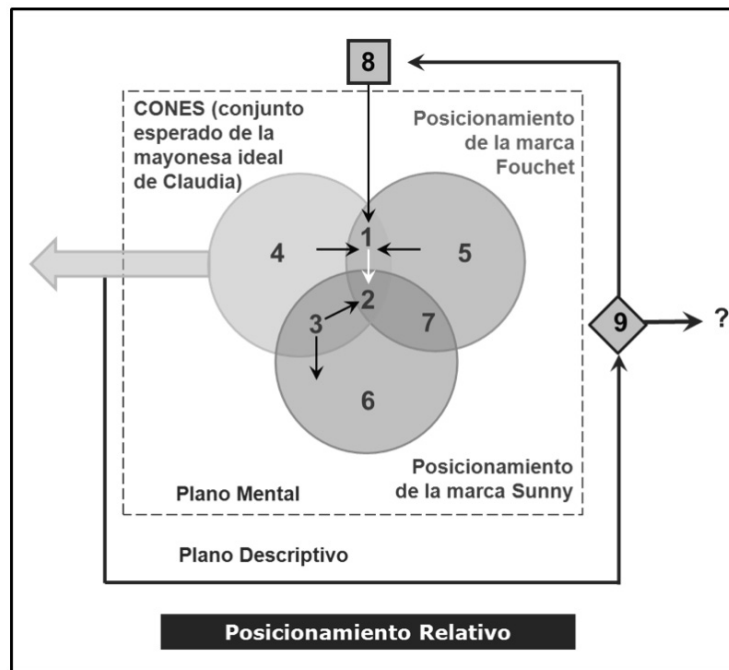 8
CONES (conjunto
esperado de la
mayonesa ideal
de Claudia)
Posicionamiento
de la marca
Fouchet
1
4
5
2
3
7
9
?
6
Posicionamiento
de la marca Sunny
Plano Mental
Plano Descriptivo
Posicionamiento Relativo